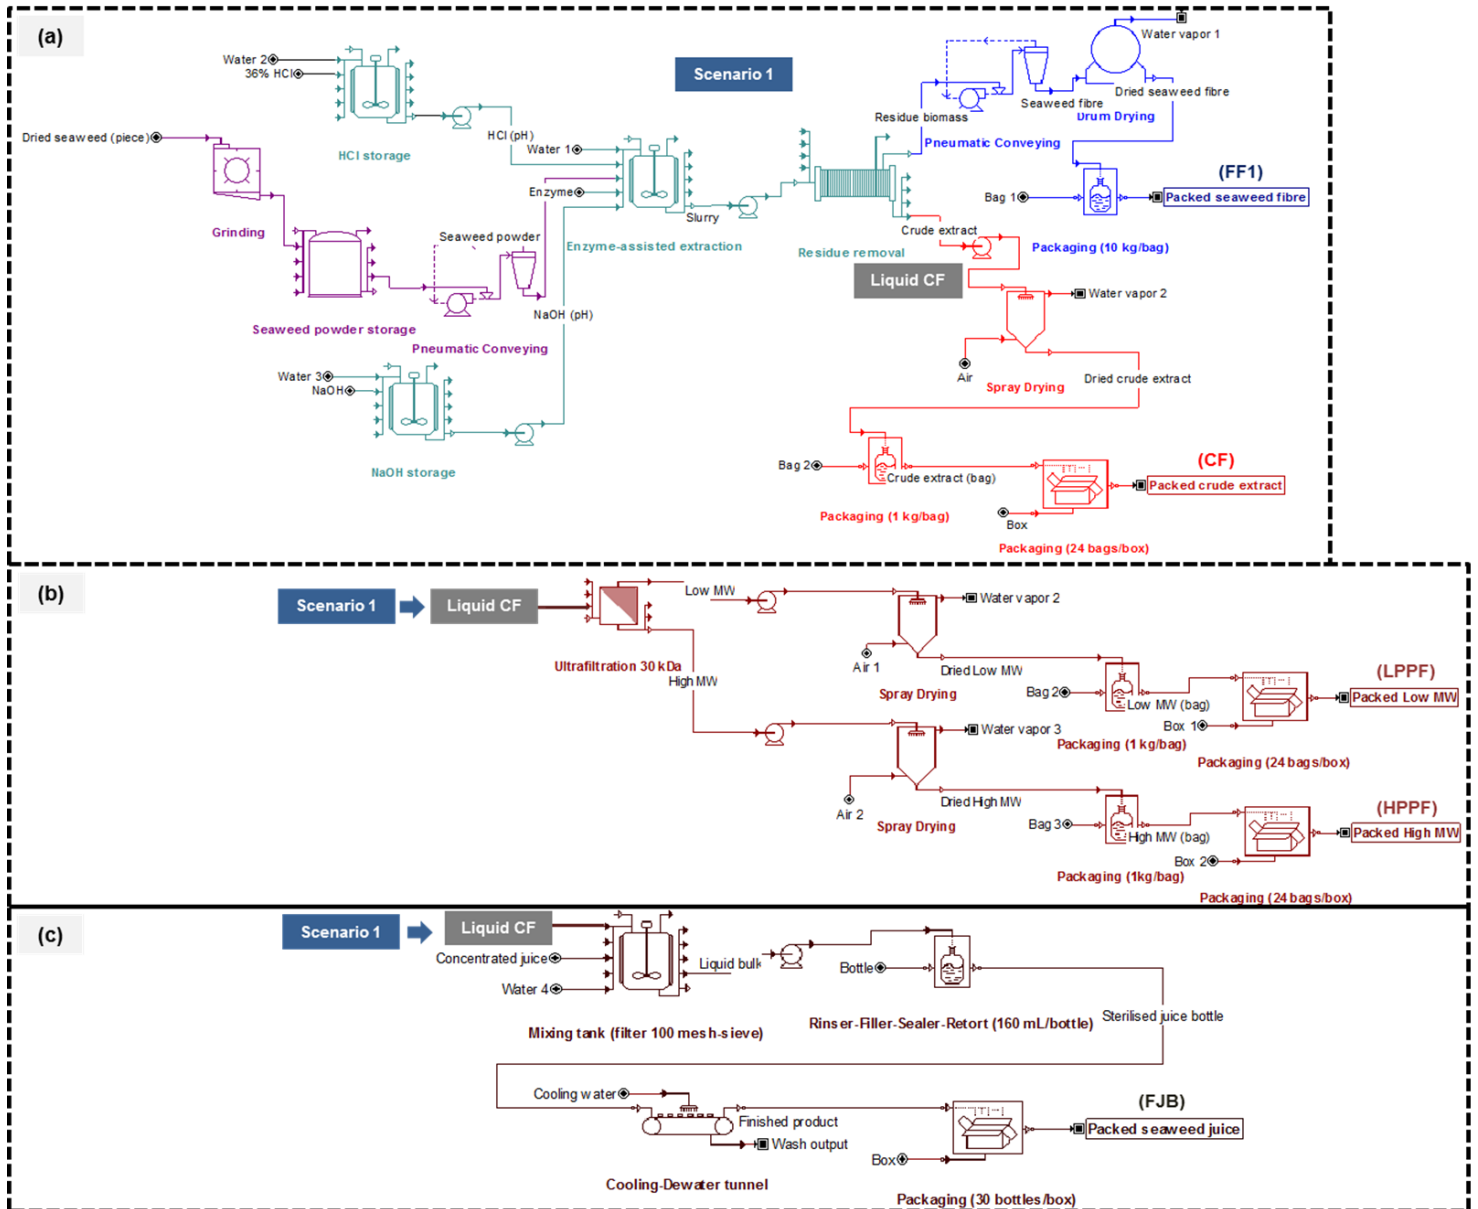 (a)
Water 2
36% HCl
HCl storage
Scenario 1
Water vapor 1
Seaweed fibre
Dried seaweed fibre
Drum Drying
Residue biomass
Pneumatic Conveying
Dried seaweed (piece)
HCl (pH)
Water 1
Enzyme
Slurry
Enzyme-assisted extraction
Residue removal
Crude extract
Bag 1
(FF1)
Packed seaweed fibre
Packaging (10 kg/bag)
Grinding
Seaweed powder
Seaweed powder storage
Pneumatic Conveying
NaOH (pH)
Liquid CF
Water vapor 2
Air
Spray Drying
Dried crude extract
Water 3
NaOH
NaOH storage
Bag 2
Crude extract (bag)
Packaging (1 kg/bag)
(CF)
Packed crude extract
Box
Packaging (24 bags/box)
(b)
Scenario 1
Liquid CF
Low MW
Ultrafiltration 30 kDa
High MW
Water vapor 2
Air 1
Dried Low MW
Spray Drying
Bag 2
Low MW (bag)
Packaging (1 kg/bag)
Box 1
(LPPF)
Packed Low MW
Packaging (24 bags/box)
Water vapor 3
Air 2
Dried High MW
Spray Drying
Bag 3
High MW (bag)
Packaging (1kg/bag)
Box 2
(HPPF)
Packed High MW
Packaging (24 bags/box)
(c)
Scenario 1
Liquid CF
Concentrated juice
Water 4
Liquid bulk
Mixing tank (filter 100 mesh-sieve)
Bottle
Rinser-Filler-Sealer-Retort (160 mL/bottle)
Sterilised juice bottle
Cooling water
Finished product
Wash output
Cooling-Dewater tunnel
Box
(FJB)
Packed seaweed juice
Packaging (30 bottles/box)